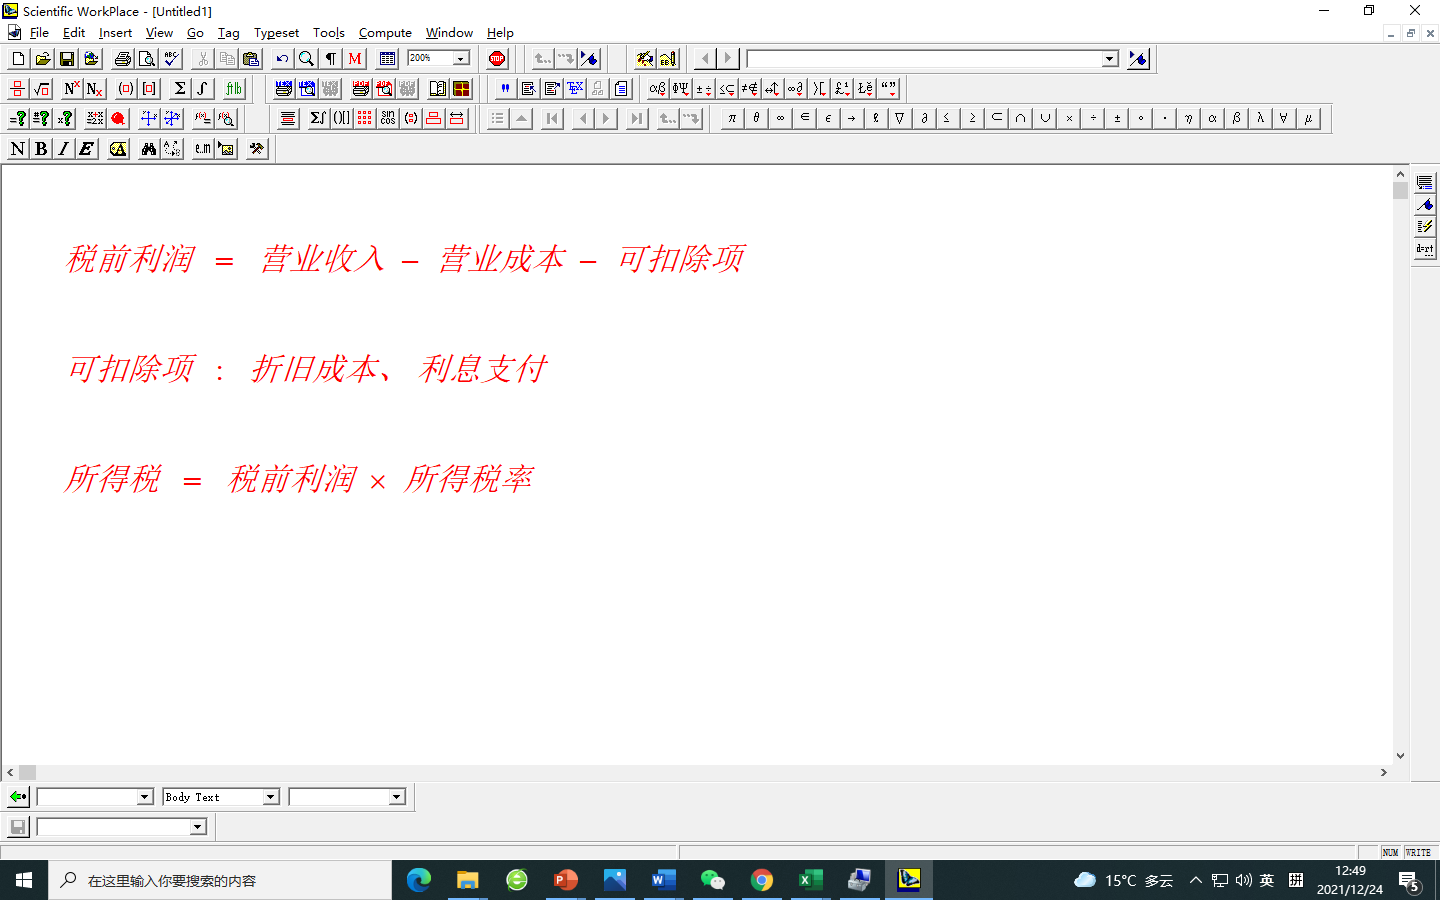 Scientific WorkPlace - [Untitled1]
File Edit Insert View Go Tag Typeset Tools Compute Window Help
200%
税前利润 = 营业收入 − 营业成本 − 可扣除项
可扣除项 : 折旧成本、利息支付
所得税 = 税前利润 × 所得税率
Body Text
NUM WRITE
在这里输入你要搜索的内容
15°C 多云
英
拼
12:49
2021/12/24
5